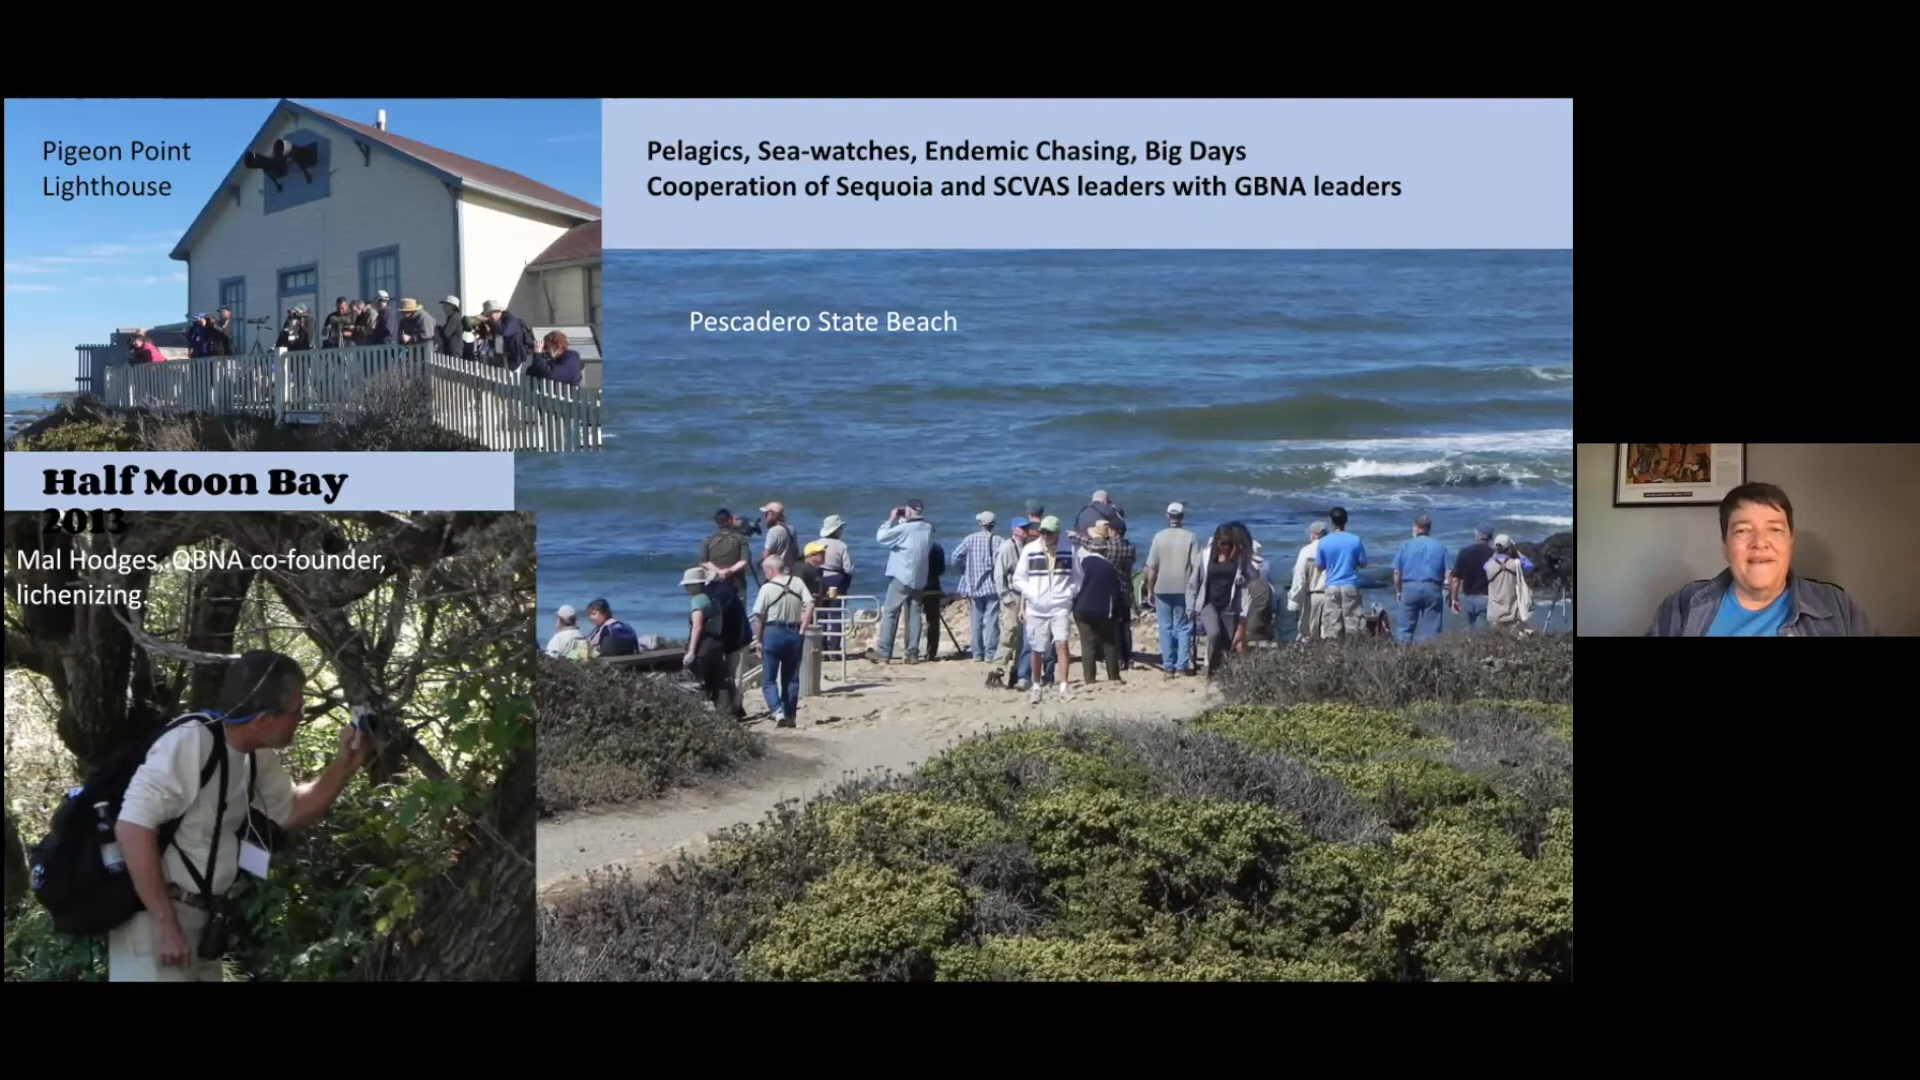 Pigeon Point
Lighthouse
Pelagics, Sea-watches, Endemic Chasing, Big Days
Cooperation of Sequoia and SCVAS leaders with GBNA leaders
Pescadero State Beach
Half Moon Bay
2013
Mal Hodges, QBNA co-founder,
lichenizing.